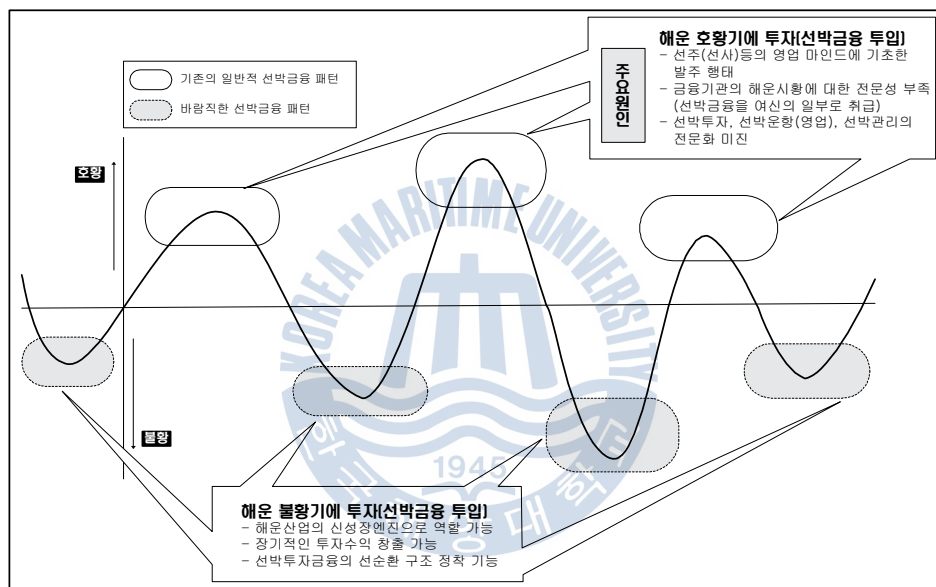 해운 호황기에 투자(선박금융 투입)
- 선주(선사)등의 영업 마인드에 기초한
발주 행태
- 금융기관의 해운시황에 대한 전문성 부족
(선박금융을 여신의 일부로 취급)
- 선박투자, 선박운항(영업), 선박관리의
전문화 미진
주요원인
기존의 일반적 선박금융 패턴
바람직한 선박금융 패턴
호황
불황
KOREA MARITIME UNIVERSITY
1945
해운 불황기에 투자(선박금융 투입)
- 해운산업의 신성장엔진으로 역할 가능
- 장기적인 투자수익 창출 가능
- 선박투자금융의 선순환 구조 정착 기능